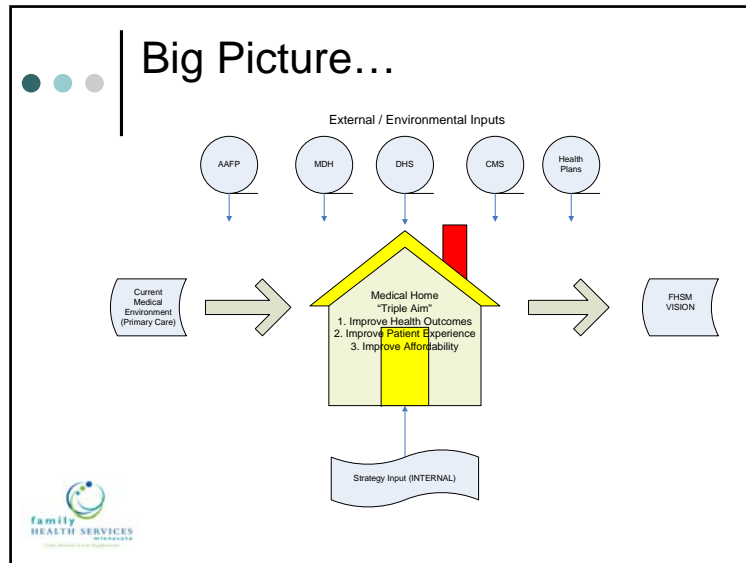 Big Picture…
External / Environmental Inputs
AAFP
MDH
DHS
CMS
Health
Plans
Current
Medical
Environment
(Primary Care)
Medical Home
“Triple Aim”
1. Improve Health Outcomes
2. Improve Patient Experience
3. Improve Affordability
FHSM
VISION
Strategy Input (INTERNAL)
family
HEALTH SERVICES
minnesota